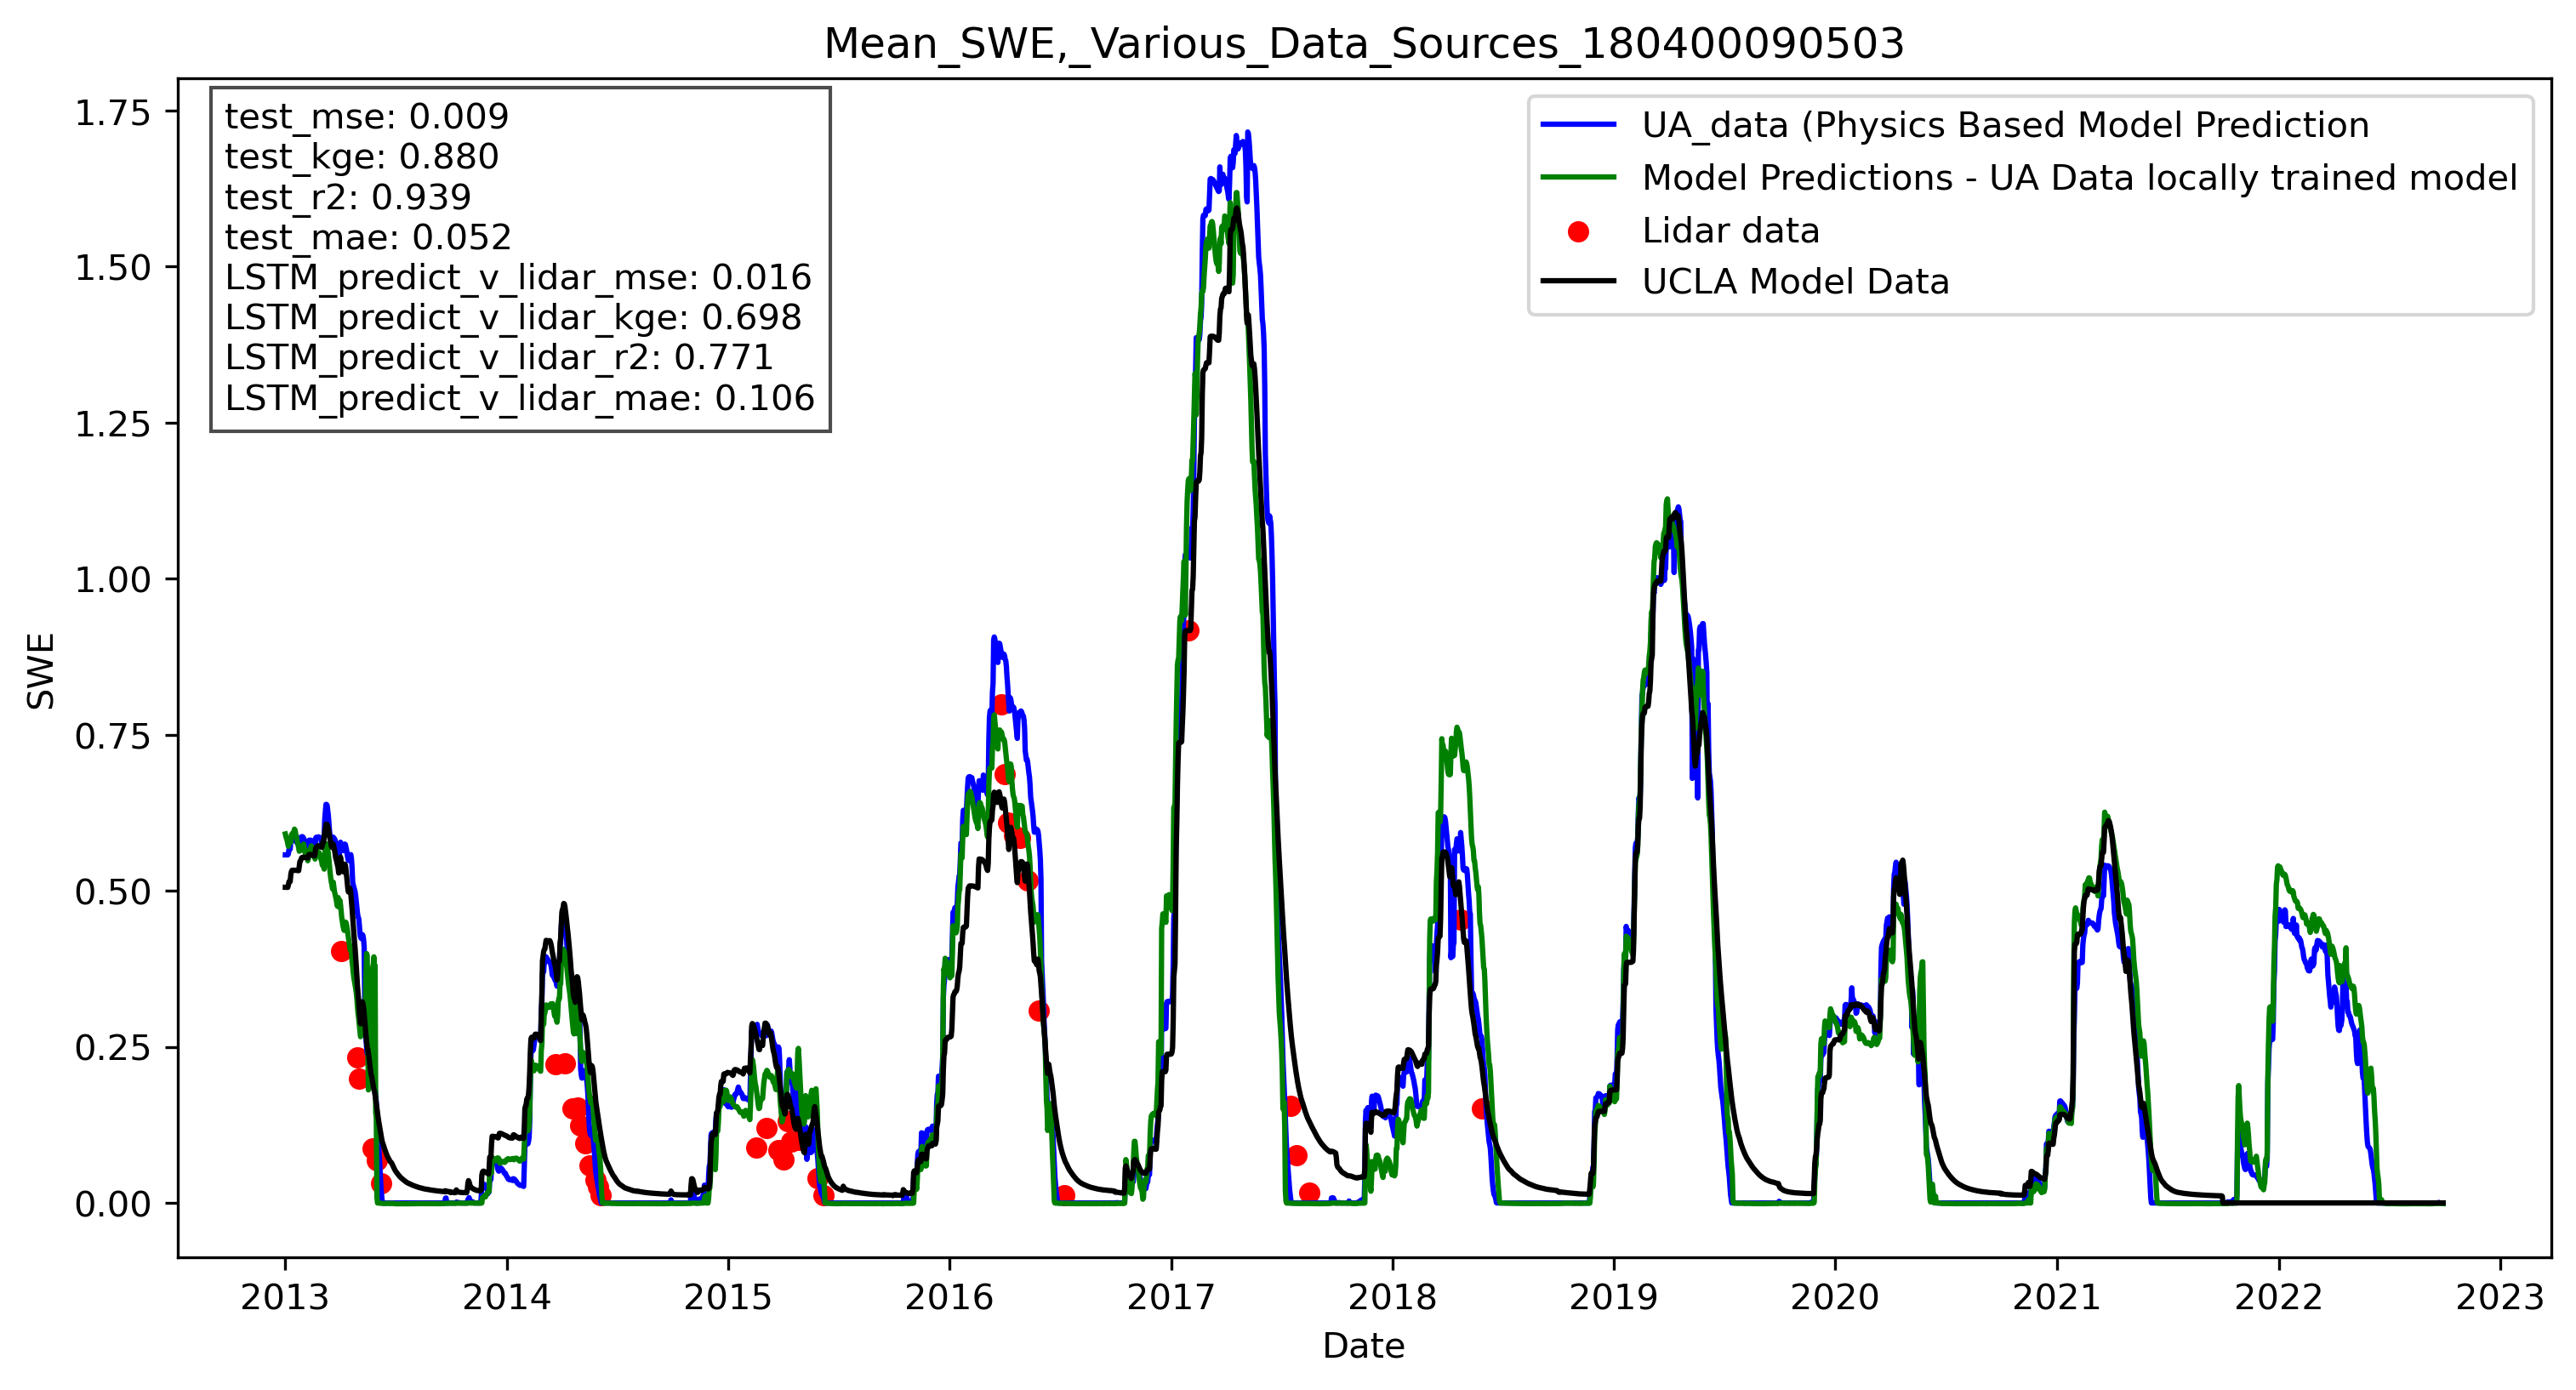 Mean_SWE,_Various_Data_Sources_180400090503
test_mse: 0.009
test_kge: 0.880
test_r2: 0.939
test_mae: 0.052
LSTM_predict_v_lidar_mse: 0.016
LSTM_predict_v_lidar_kge: 0.698
LSTM_predict_v_lidar_r2: 0.771
LSTM_predict_v_lidar_mae: 0.106
UA_data (Physics Based Model Prediction
Model Predictions - UA Data locally trained model
Lidar data
UCLA Model Data
1.75
1.50
1.25
1.00
0.75
0.50
0.25
0.00
SWE
2013 2014 2015 2016 2017 2018 2019 2020 2021 2022 2023
Date